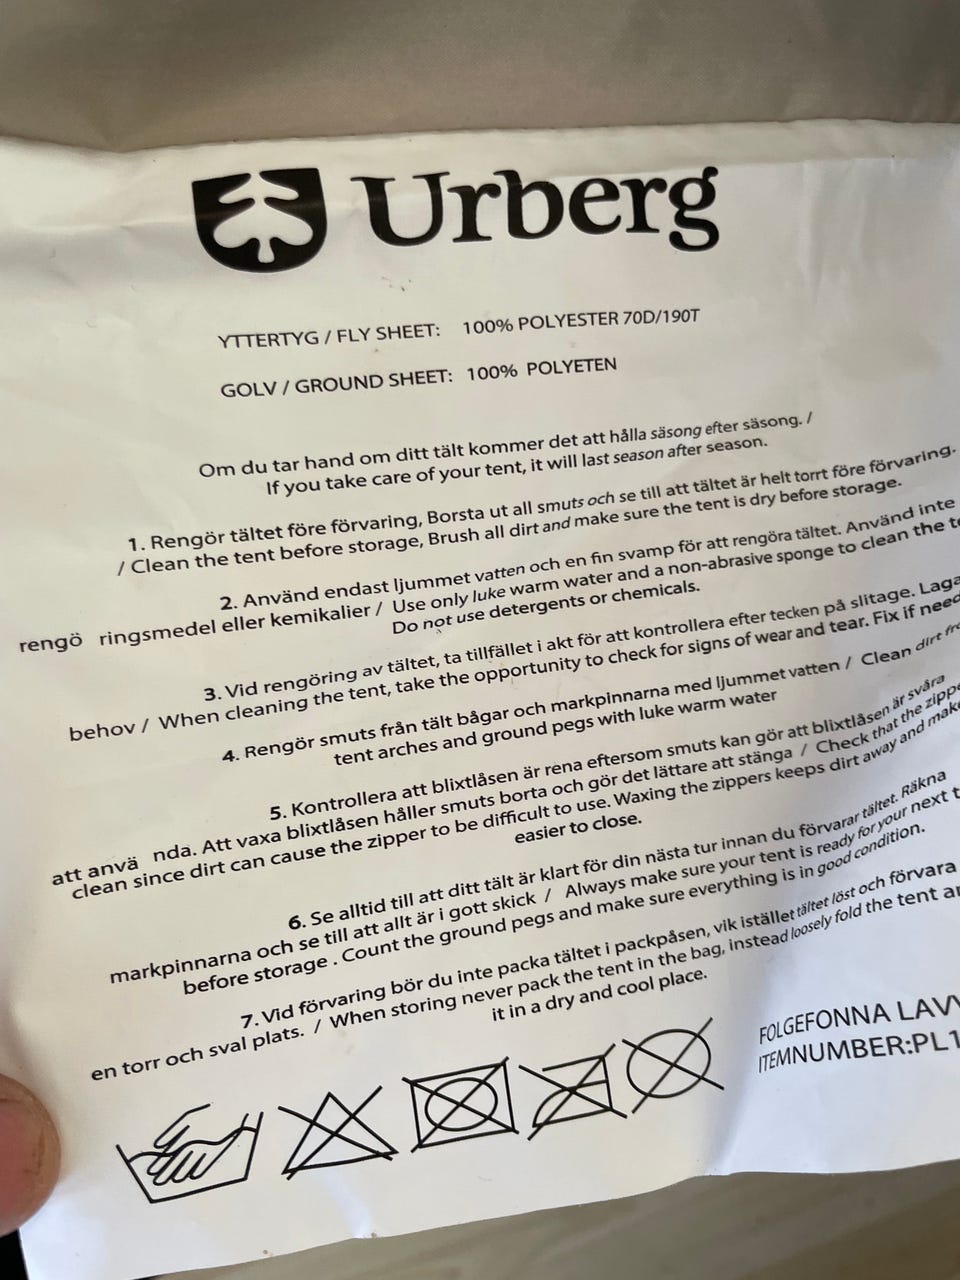 Urberg
YTTERTYG / FLY SHEET: 100% POLYESTER 70D/190T
GOLV / GROUND SHEET: 100% POLYETEN
Om du tar hand om ditt tält kommer det att hålla säsong efter säsong. /
If you take care of your tent, it will last season after season.
1. Rengör tältet före förvaring, Borsta ut all smuts och se till att tältet är helt torrt före förvaring.
/ Clean the tent before storage, Brush all dirt and make sure the tent is dry before storage.
2. Använd endast ljummet vatten och en fin svamp för att rengöra tältet. Använd inte
rengö ringsmedel eller kemikalier / Use only luke warm water and a non-abrasive sponge to clean the
Do not use detergents or chemicals.
3. Vid rengöring av tältet, ta tillfället i akt för att kontrollera efter tecken på slitage. Laga
behov / When cleaning the tent, take the opportunity to check for signs of wear and tear. Fix if need
4. Rengör smuts från tält bågar och markpinnarna med ljummet vatten / Clean dirt
tent arches and ground pegs with luke warm water
5. Kontrollera att blixtlåsen är rena eftersom smuts kan gör att blixtlåsen är svåra
att anvä nda. Att vaxa blixtlåsen håller smuts borta och gör det lättare att stänga / Check that the
clean since dirt can cause the zipper to be difficult to use. Waxing the zippers keeps dirt away and make
easier to close.
6. Se alltid till att ditt tält är klart för din nästa tur innan du förvarar tältet. Räkna
markpinnarna och se till att allt är i gott skick / Always make sure your tent is ready for your next
before storage . Count the ground pegs and make sure everything is in good condition.
7. Vid förvaring bör du inte packa tältet i packpåsen, vik istället tältet löst och förvara
en torr och sval plats. / When storing never pack the tent in the bag, instead loosely fold the tent
it in a dry and cool place.
FOLGEFONNA LAV
ITEMNUMBER:PL1